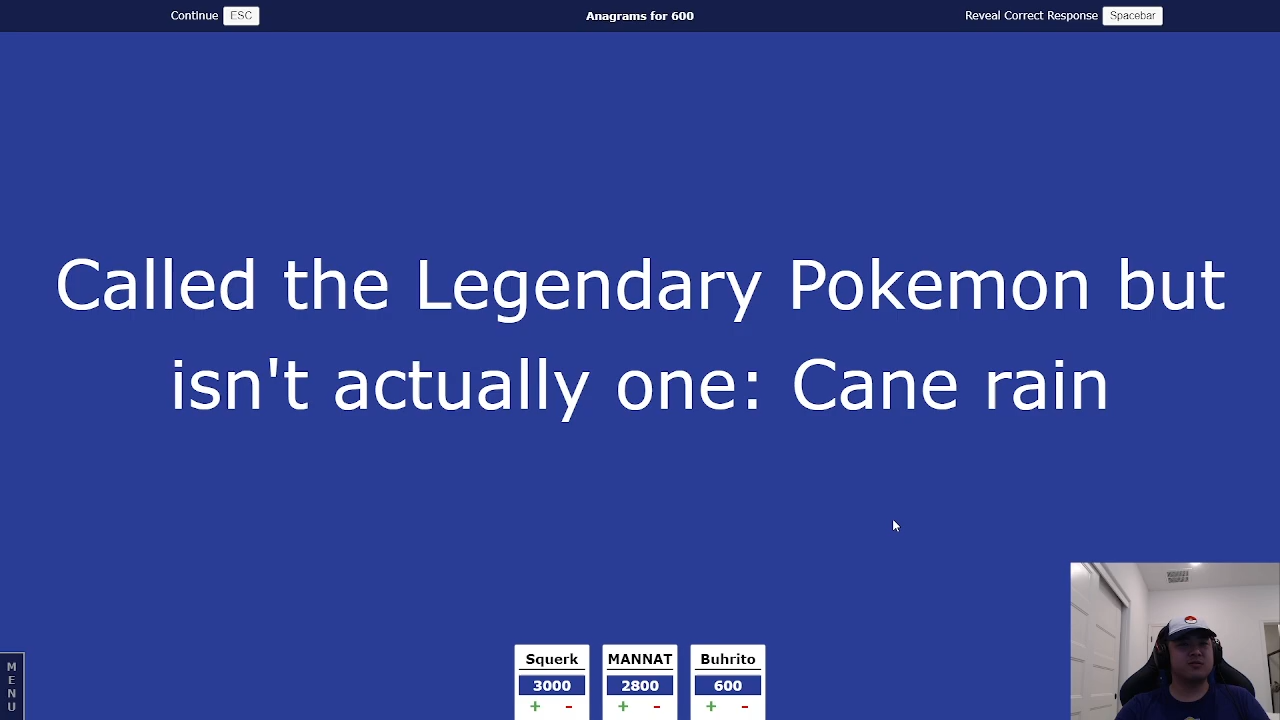 Continue ESC
Anagrams for 600
Reveal Correct Response Spacebar
Called the Legendary Pokemon but
isn't actually one: Cane rain
MENU
Squerk
3000
+ -
MANNAT
2800
+ -
Buhrito
600
+ -